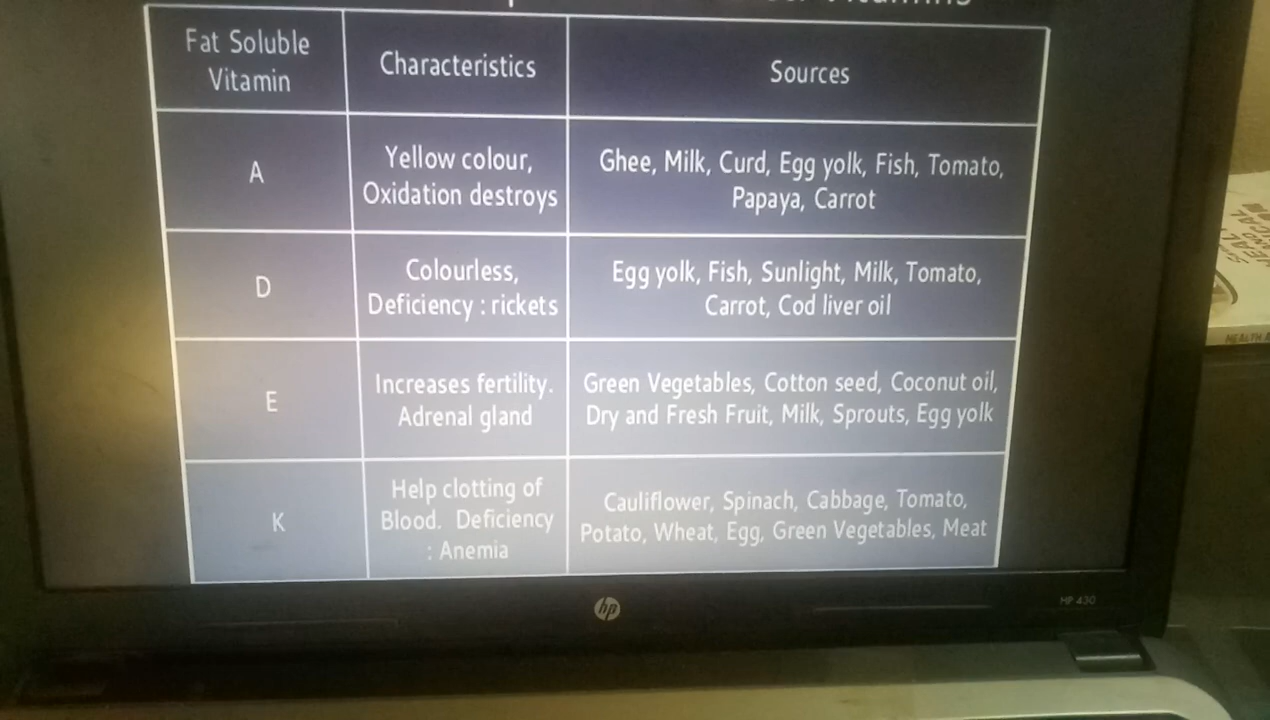 Vitamins
Fat Soluble
Vitamin
Characteristics
Sources
A
Yellow colour,
Oxidation destroys
Ghee, Milk, Curd, Egg yolk, Fish, Tomato,
Papaya, Carrot
D
Colourless,
Deficiency : rickets
Egg yolk, Fish, Sunlight, Milk, Tomato,
Carrot, Cod liver oil
E
Increases fertility.
Adrenal gland
Green Vegetables, Cotton seed, Coconut oil,
Dry and Fresh Fruit, Milk, Sprouts, Egg yolk
K
Help clotting of
Blood. Deficiency
: Anemia
Cauliflower, Spinach, Cabbage, Tomato,
Potato, Wheat, Egg, Green Vegetables, Meat
hp
HP 430